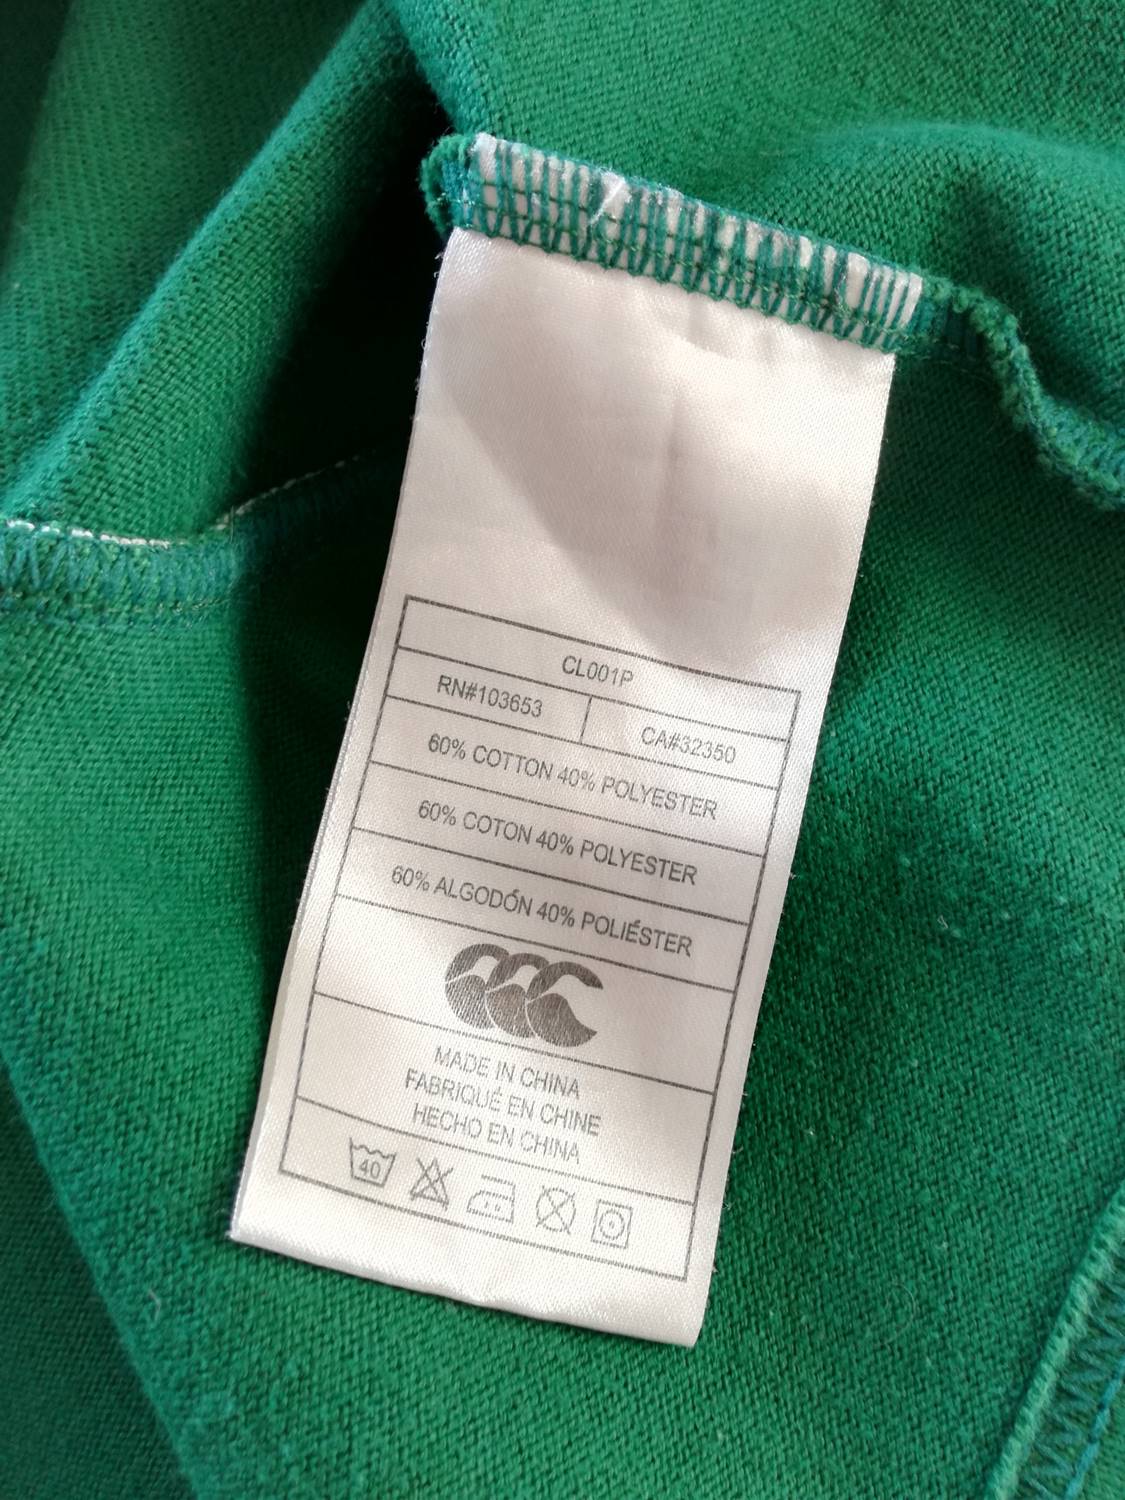 CL001P
RN#103653 CA#32350
60% COTTON 40% POLYESTER
60% COTON 40% POLYESTER
60% ALGODÓN 40% POLIÉSTER
MADE IN CHINA
FABRIQUÉ EN CHINE
HECHO EN CHINA
40